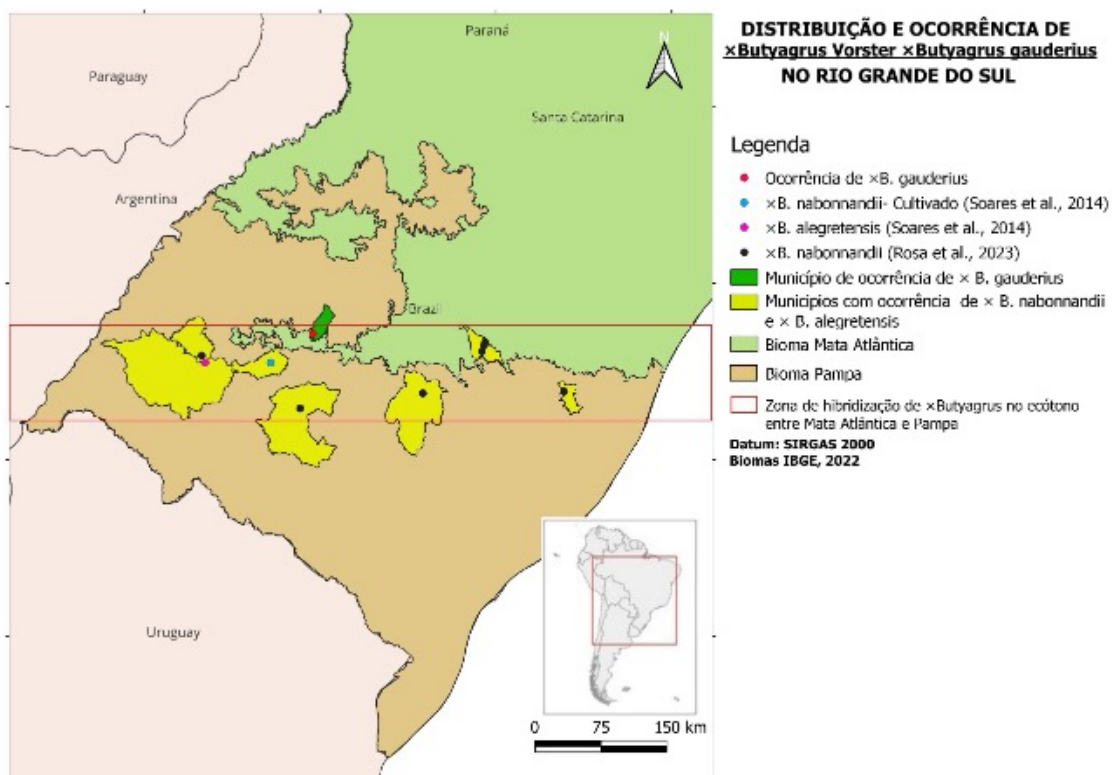 DISTRIBUIÇÃO E OCORRÊNCIA DE
×Butyagrus Vorster ×Butyagrus gauderius
NO RIO GRANDE DO SUL
Paraná
N
Paraguay
Santa Catarina
Argentina
Brazil
Uruguay
0 75 150 km
Legenda
Ocorrência de ×B. gauderius
×B. nabonnandii- Cultivado (Soares et al., 2014)
×B. alegretensis (Soares et al., 2014)
×B. nabonnandii (Rosa et al., 2023)
Município de ocorrência de × B. gauderius
Municípios com ocorrência de × B. nabonnandii
e × B. alegretensis
Bioma Mata Atlântica
Bioma Pampa
Zona de hibridização de ×Butyagrus no ecótono
entre Mata Atlântica e Pampa
Datum: SIRGAS 2000
Biomas IBGE, 2022